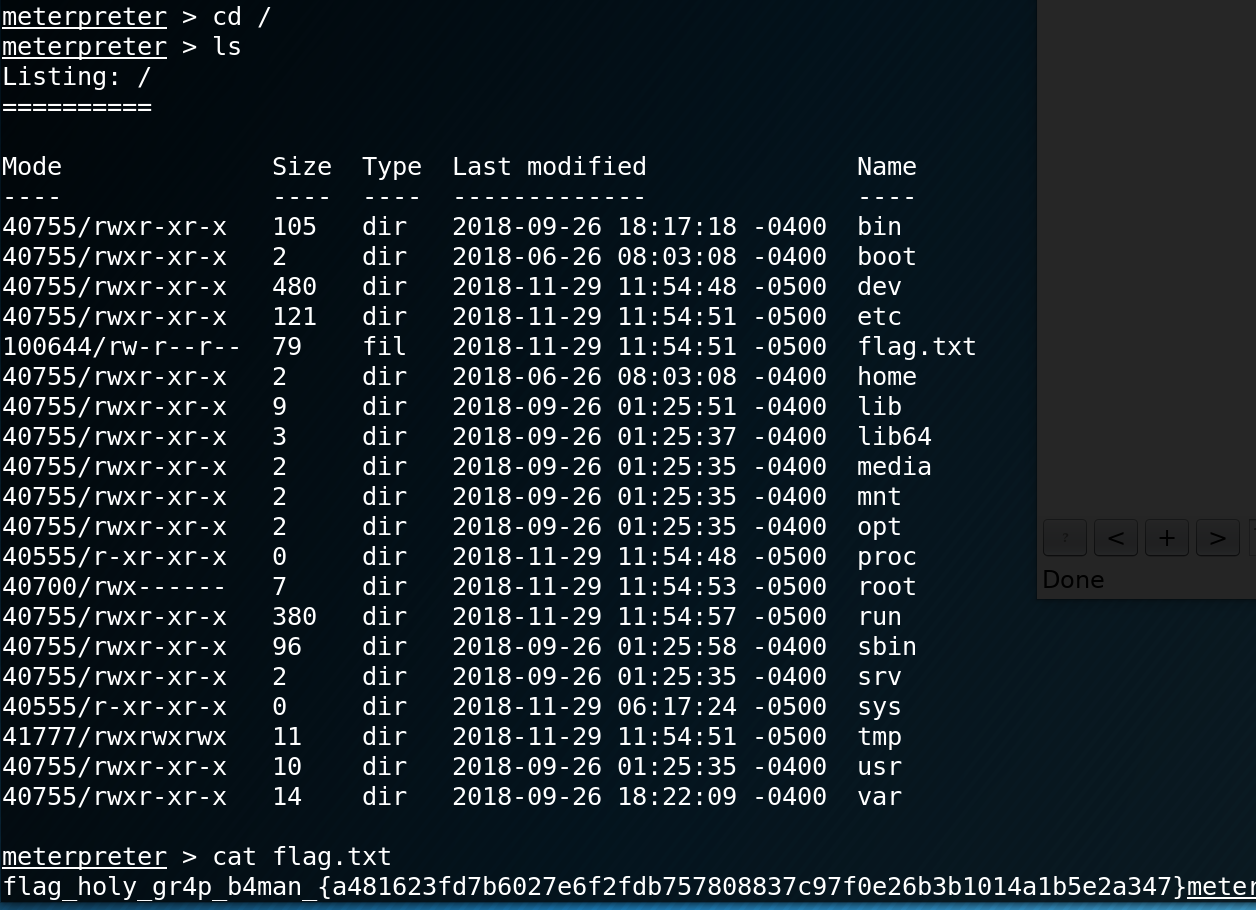 meterpreter > cd /
meterpreter > ls
Listing: /
==========
Mode Size Type Last modified Name
---- ---- ---- ------------- ----
40755/rwxr-xr-x 105 dir 2018-09-26 18:17:18 -0400 bin
40755/rwxr-xr-x 2 dir 2018-06-26 08:03:08 -0400 boot
40755/rwxr-xr-x 480 dir 2018-11-29 11:54:48 -0500 dev
40755/rwxr-xr-x 121 dir 2018-11-29 11:54:51 -0500 etc
100644/rw-r--r-- 79 fil 2018-11-29 11:54:51 -0500 flag.txt
40755/rwxr-xr-x 2 dir 2018-06-26 08:03:08 -0400 home
40755/rwxr-xr-x 9 dir 2018-09-26 01:25:51 -0400 lib
40755/rwxr-xr-x 3 dir 2018-09-26 01:25:37 -0400 lib64
40755/rwxr-xr-x 2 dir 2018-09-26 01:25:35 -0400 media
40755/rwxr-xr-x 2 dir 2018-09-26 01:25:35 -0400 mnt
40755/rwxr-xr-x 2 dir 2018-09-26 01:25:35 -0400 opt
40555/r-xr-xr-x 0 dir 2018-11-29 11:54:48 -0500 proc
40700/rwx------ 7 dir 2018-11-29 11:54:53 -0500 root
40755/rwxr-xr-x 380 dir 2018-11-29 11:54:57 -0500 run
40755/rwxr-xr-x 96 dir 2018-09-26 01:25:58 -0400 sbin
40755/rwxr-xr-x 2 dir 2018-09-26 01:25:35 -0400 srv
40555/r-xr-xr-x 0 dir 2018-11-29 06:17:24 -0500 sys
41777/rwxrwxrwx 11 dir 2018-11-29 11:54:51 -0500 tmp
40755/rwxr-xr-x 10 dir 2018-09-26 01:25:35 -0400 usr
40755/rwxr-xr-x 14 dir 2018-09-26 18:22:09 -0400 var
meterpreter > cat flag.txt
flag_holy_gr4p_b4man_{a481623fd7b6027e6f2fdb757808837c97f0e26b3b1014a1b5e2a347}meter
? < + >
Done